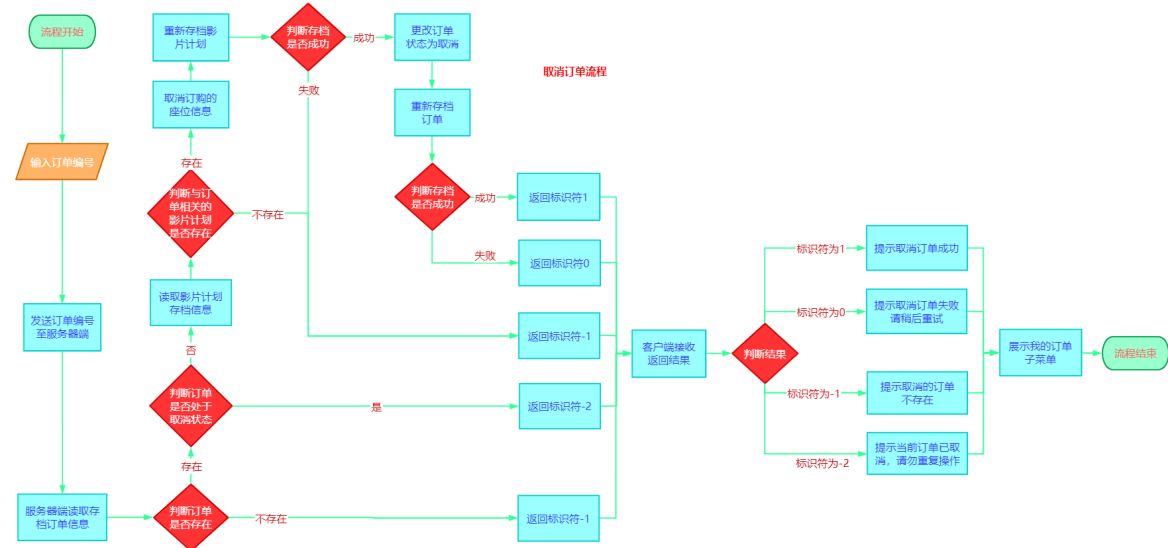 流程开始
输入订单编号
发送订单编号
至服务器端
服务器端读取存
档订单信息
判断订单
是否存在
存在
不存在
判断订单
是否处于
取消状态
否
是
读取影片计划
存档信息
判断与订
单相关的
影片计划
是否存在
存在
不存在
取消订购的
座位信息
重新存档影
片计划
判断存档
是否成功
成功
失败
更改订单
状态为取消
重新存档
订单
判断存档
是否成功
成功
失败
取消订单流程
返回标识符1
返回标识符0
返回标识符-1
返回标识符-2
返回标识符-1
客户端接收
返回结果
判断结果
标识符为1
标识符为0
标识符为-1
标识符为-2
提示取消订单成功
提示取消订单失败
请稍后重试
提示取消的订单
不存在
提示当前订单已取
消，请勿重复操作
展示我的订单
子菜单
流程结束